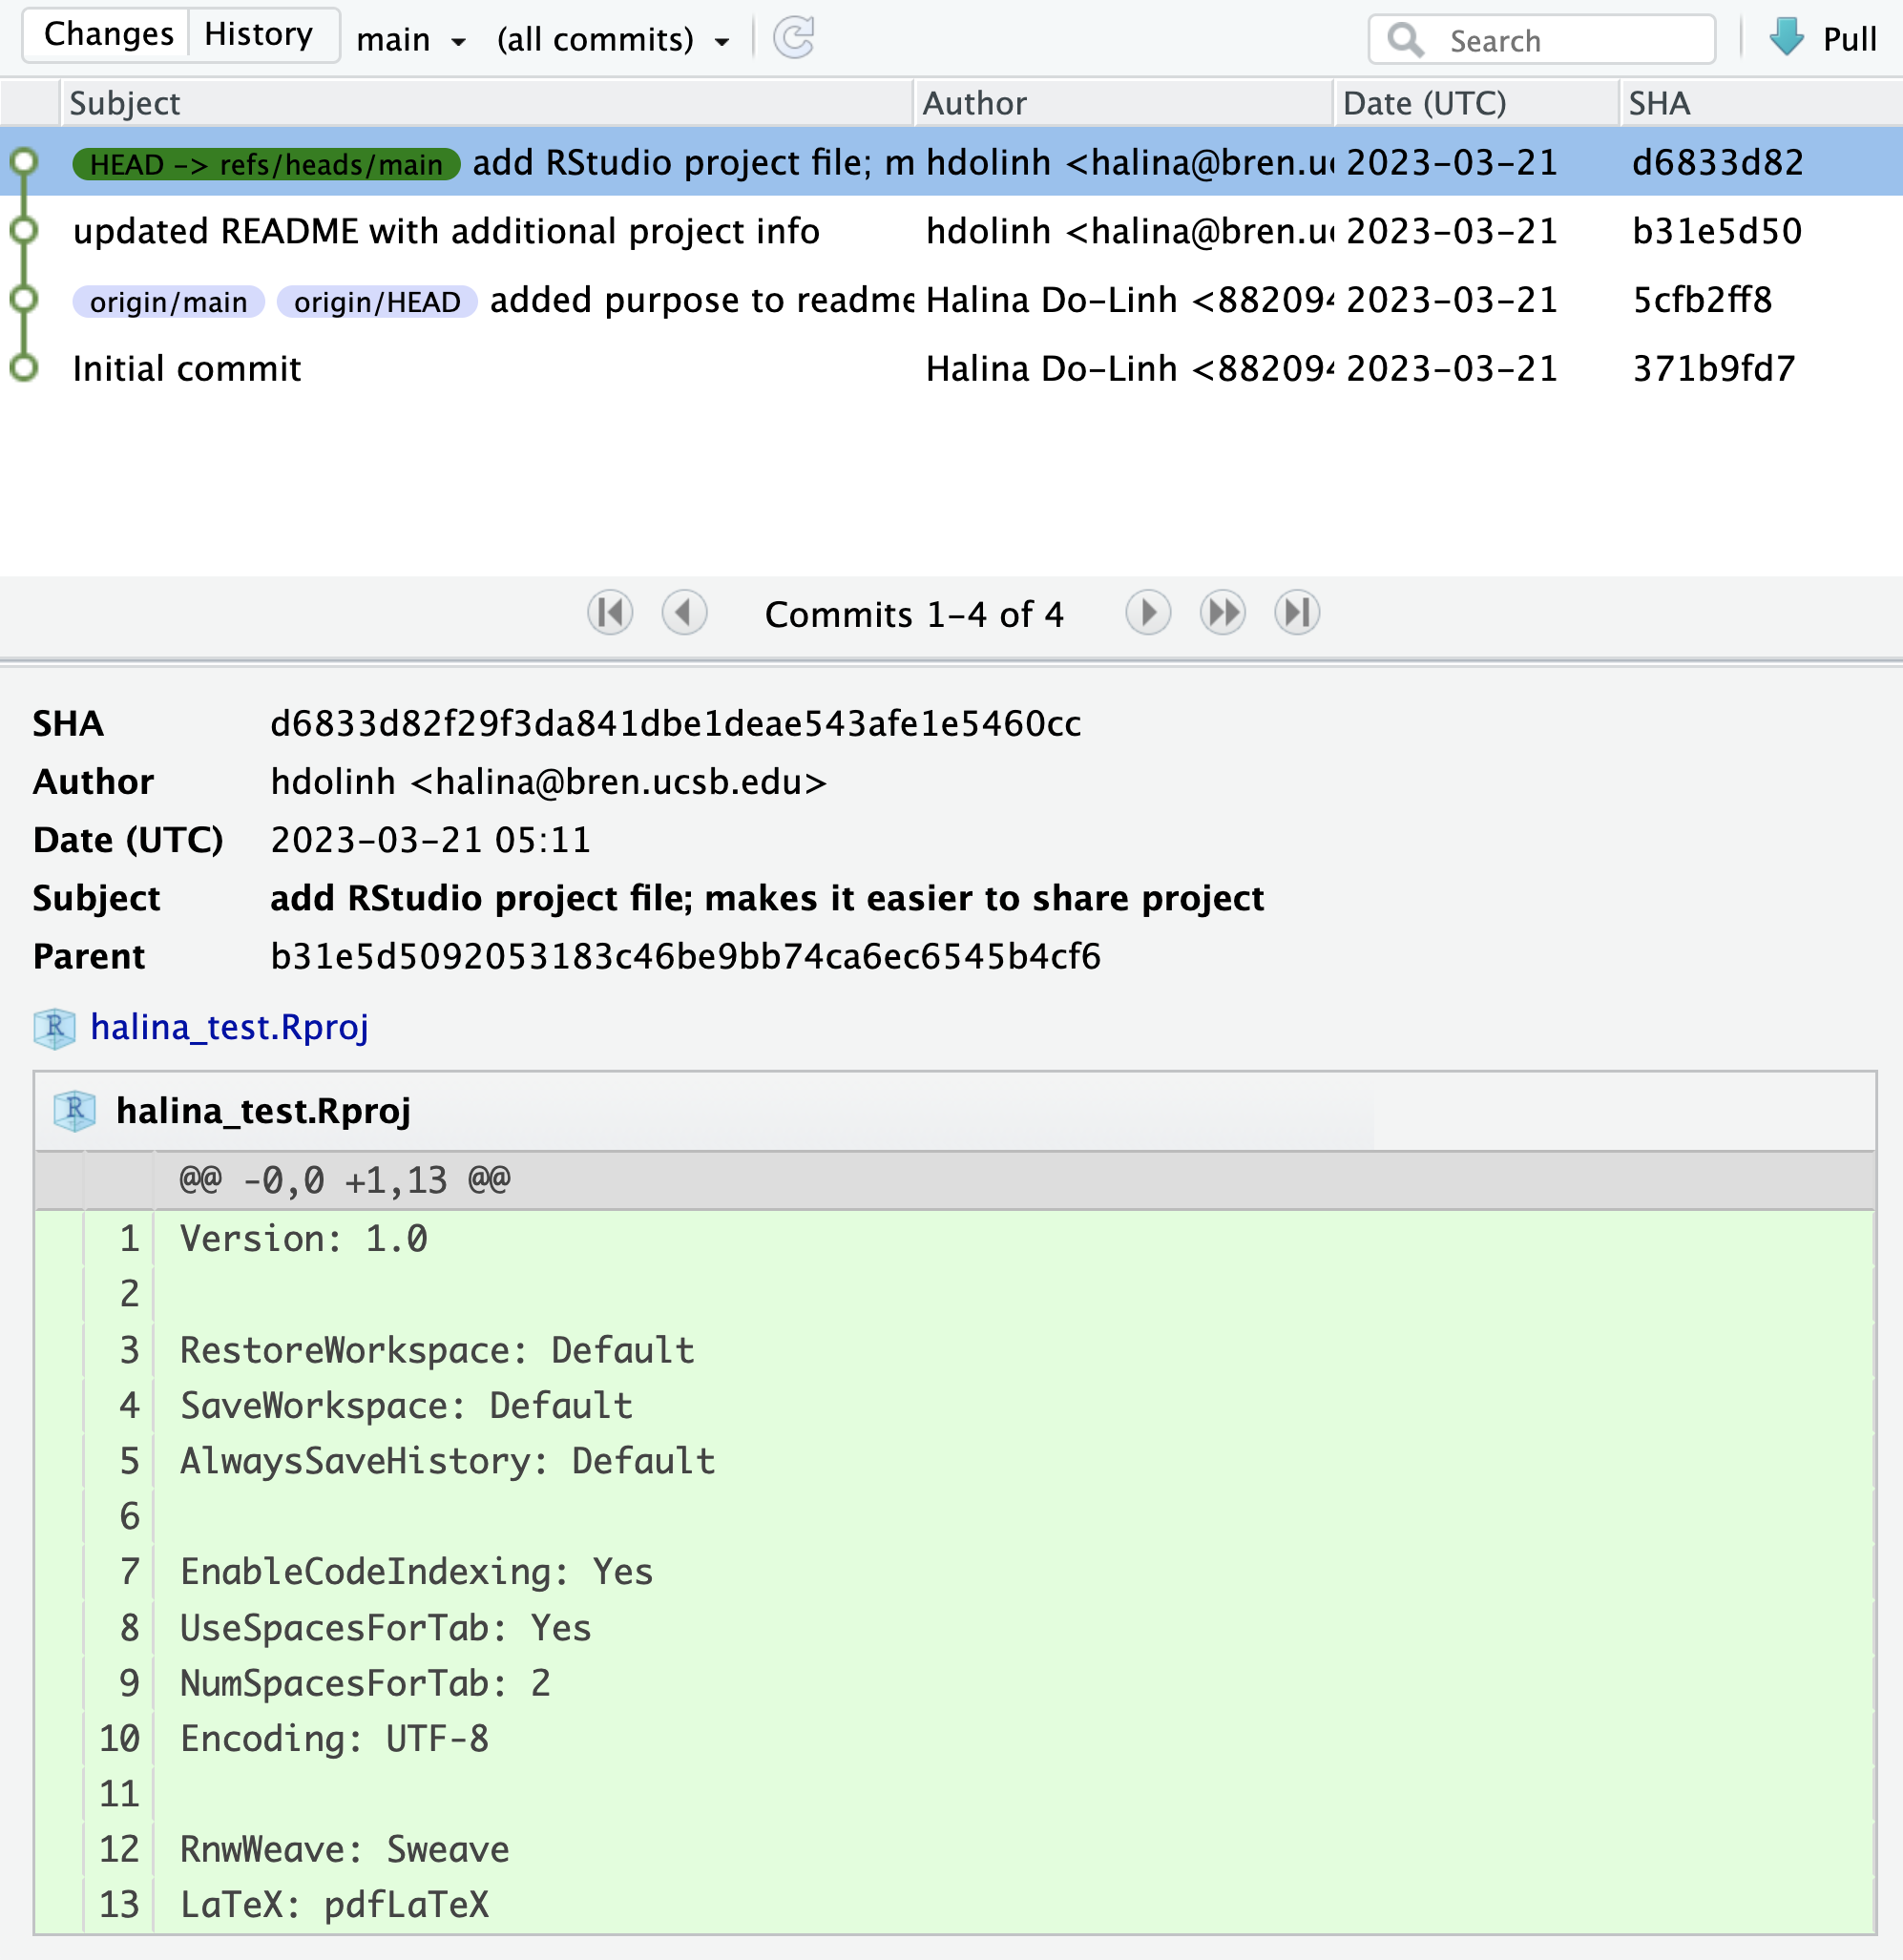 Changes History main (all commits) Search Pull
Subject Author Date (UTC) SHA
HEAD -> refs/heads/main add RStudio project file; m hdolinh <halina@bren.u 2023-03-21 d6833d82
updated README with additional project info hdolinh <halina@bren.u 2023-03-21 b31e5d50
origin/main origin/HEAD added purpose to readme Halina Do-Linh <88209 2023-03-21 5cfb2ff8
Initial commit Halina Do-Linh <88209 2023-03-21 371b9fd7
Commits 1-4 of 4
SHA d6833d82f29f3da841dbe1deae543afe1e5460cc
Author hdolinh <halina@bren.ucsb.edu>
Date (UTC) 2023-03-21 05:11
Subject add RStudio project file; makes it easier to share project
Parent b31e5d5092053183c46be9bb74ca6ec6545b4cf6
halina_test.Rproj
halina_test.Rproj
@@ -0,0 +1,13 @@
1 Version: 1.0
2
3 RestoreWorkspace: Default
4 SaveWorkspace: Default
5 AlwaysSaveHistory: Default
6
7 EnableCodeIndexing: Yes
8 UseSpacesForTab: Yes
9 NumSpacesForTab: 2
10 Encoding: UTF-8
11
12 RnwWeave: Sweave
13 LaTeX: pdfLaTeX